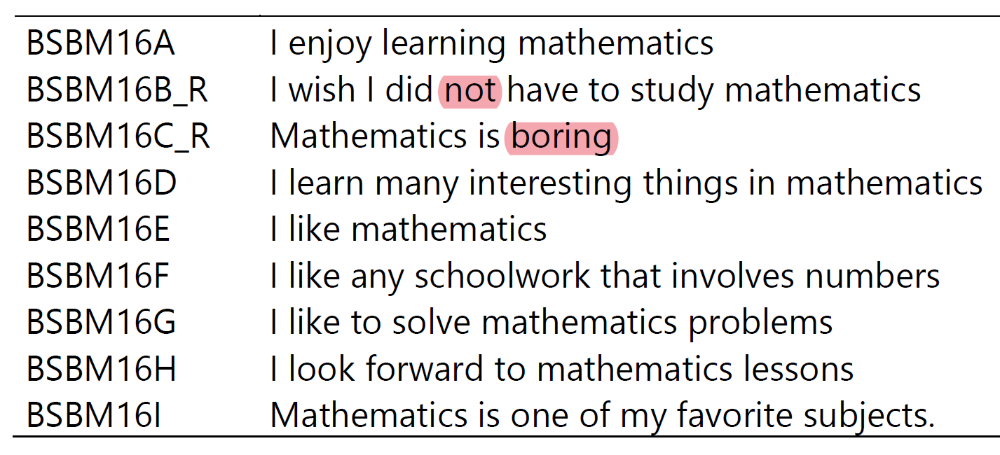 BSBM16A I enjoy learning mathematics
BSBM16B_R I wish I did not have to study mathematics
BSBM16C_R Mathematics is boring
BSBM16D I learn many interesting things in mathematics
BSBM16E I like mathematics
BSBM16F I like any schoolwork that involves numbers
BSBM16G I like to solve mathematics problems
BSBM16H I look forward to mathematics lessons
BSBM16I Mathematics is one of my favorite subjects.